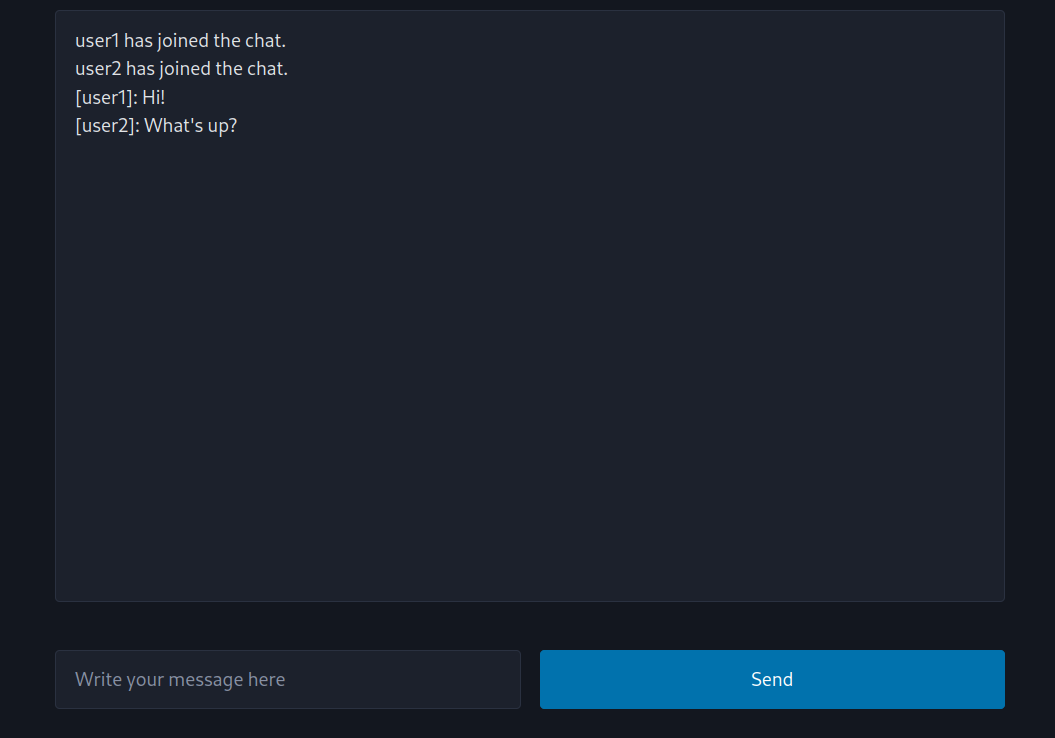 user1 has joined the chat.
user2 has joined the chat.
[user1]: Hi!
[user2]: What's up?
Write your message here
Send